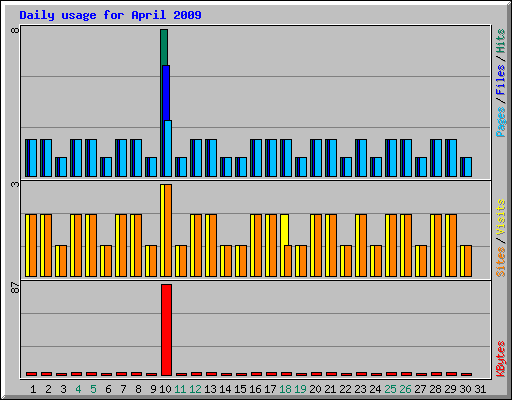 Daily usage for April 2009
8
Pages / Files / Hits
3
Sites / Visits
87
KBytes
1 2 3 4 5 6 7 8 9 10 11 12 13 14 15 16 17 18 19 20 21 22 23 24 25 26 27 28 29 30 31